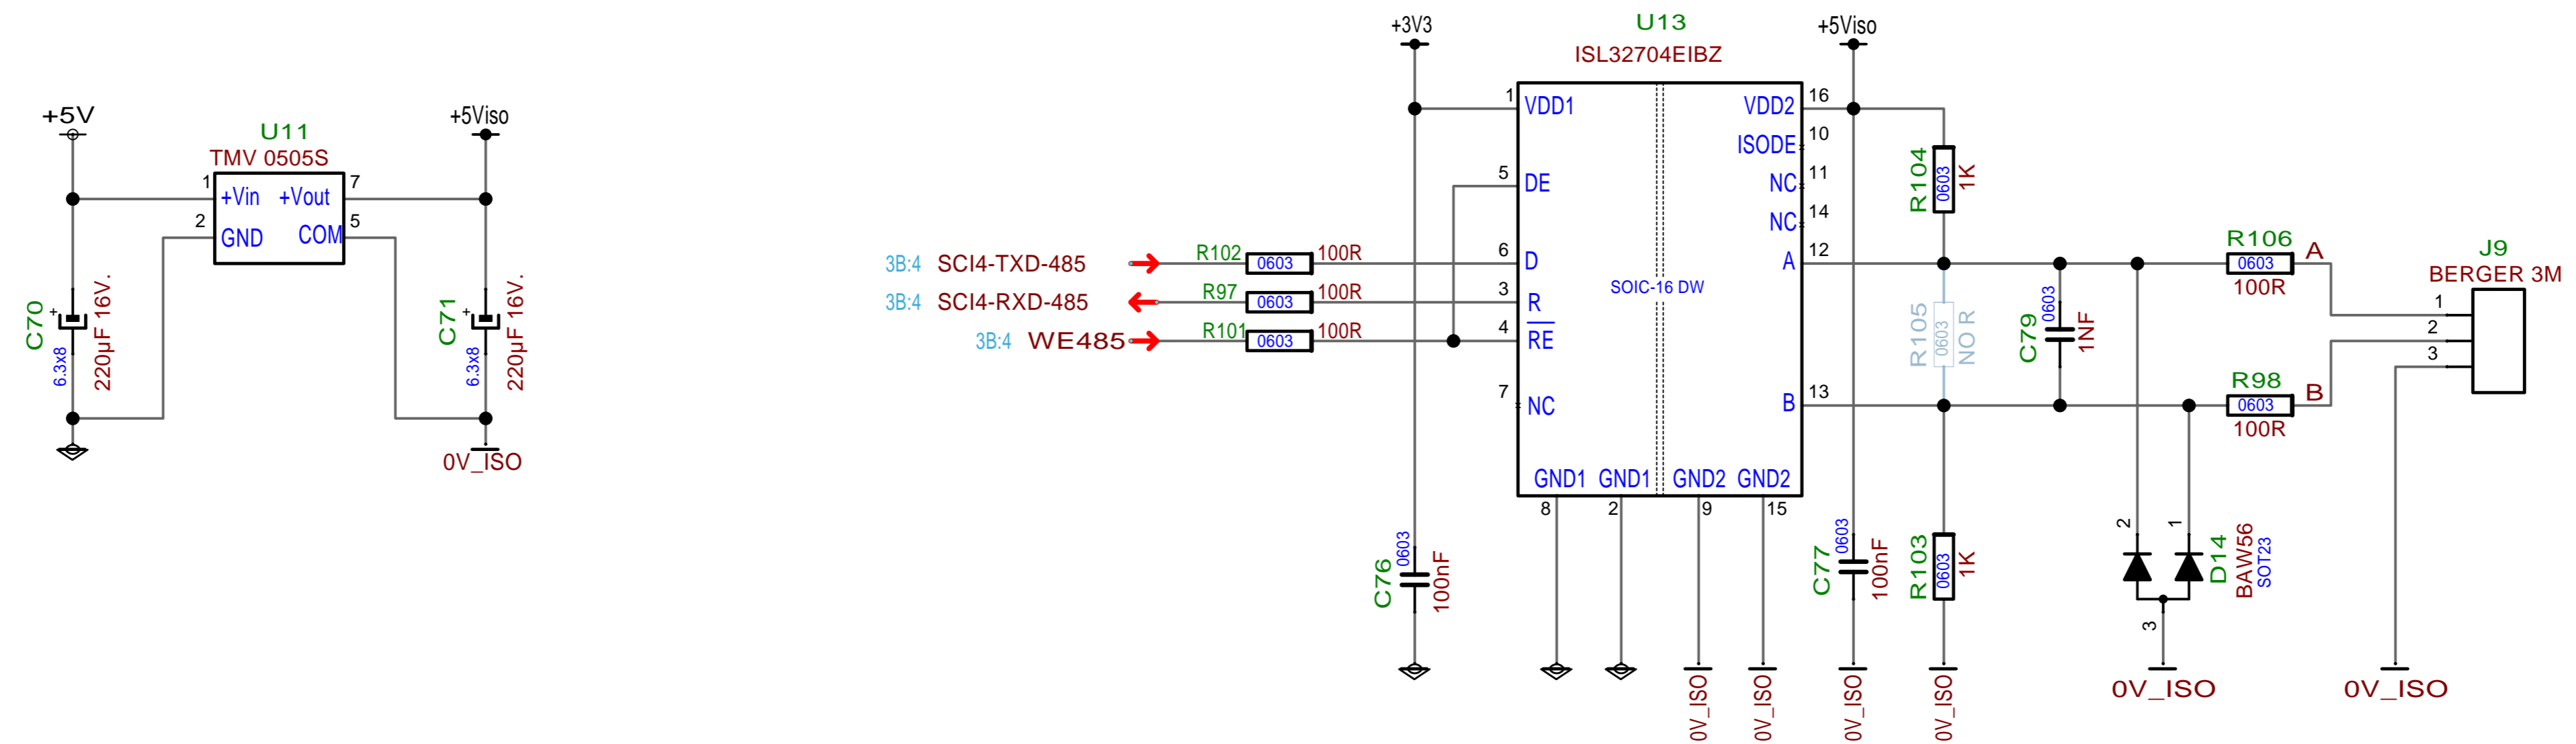 +5V
+5Viso
U11
TMV 0505S
1 +Vin +Vout 7
2 GND COM 5
C70
+
6.3x8
220µF 16V.
C71
+
6.3x8
220µF 16V.
0V_ISO
+3V3
U13
ISL32704EIBZ
+5Viso
1 VDD1
VDD2 16
ISODE 10
5 DE
NC 11
NC 14
3B:4 SCI4-TXD-485 R102 0603 100R 6 D
A 12
3B:4 SCI4-RXD-485 R97 0603 100R 3 R
SOIC-16 DW
3B:4 WE485 R101 0603 100R 4 RE
7 NC
B 13
GND1 GND1 GND2 GND2
8 2 9 15
C76
0603
100nF
0V_ISO
0V_ISO
C77
0603
100nF
0V_ISO
R104
0603
1K
R105
0603
NO R
R103
0603
1K
0V_ISO
C79
0603
1NF
R106 A
0603
100R
R98 B
0603
100R
2 1
D14
BAW56
SOT23
3
0V_ISO
J9
BERGER 3M
1
2
3
0V_ISO